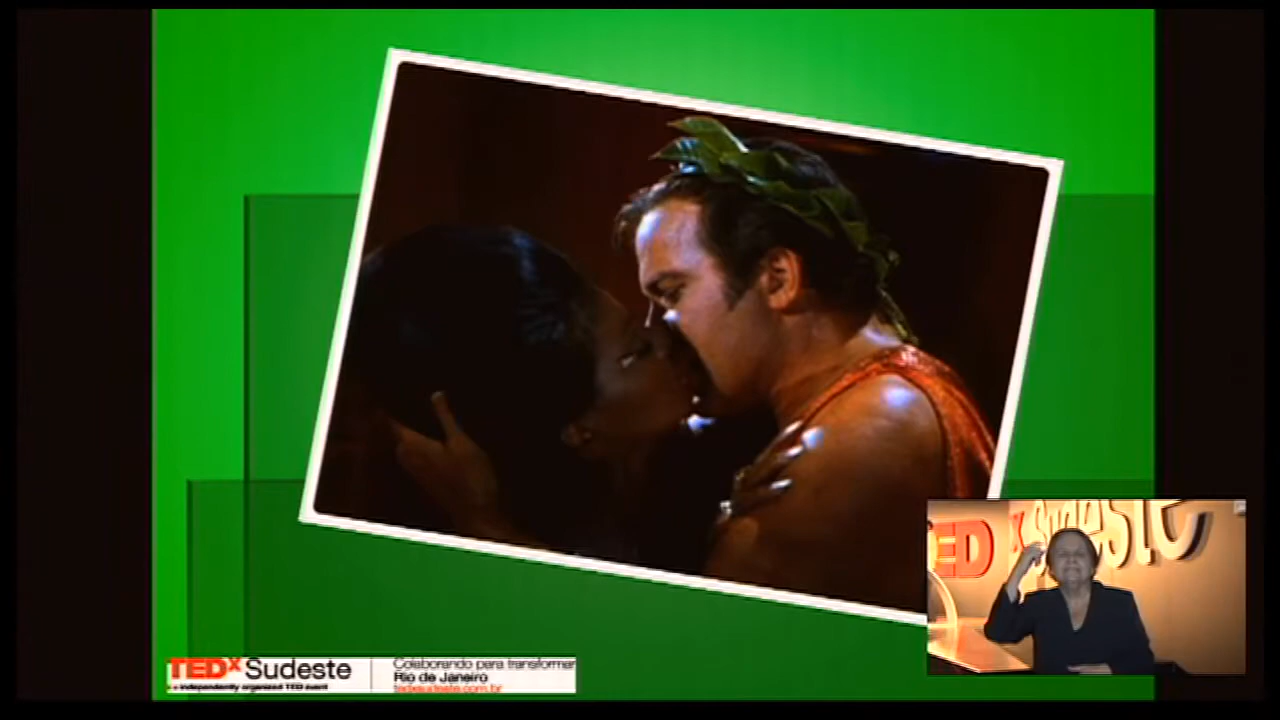 TEDx Sudeste
TEDx Sudeste
x = independently organized TED event
Colaborando para transformar
Rio de Janeiro
tedxsudeste.com.br